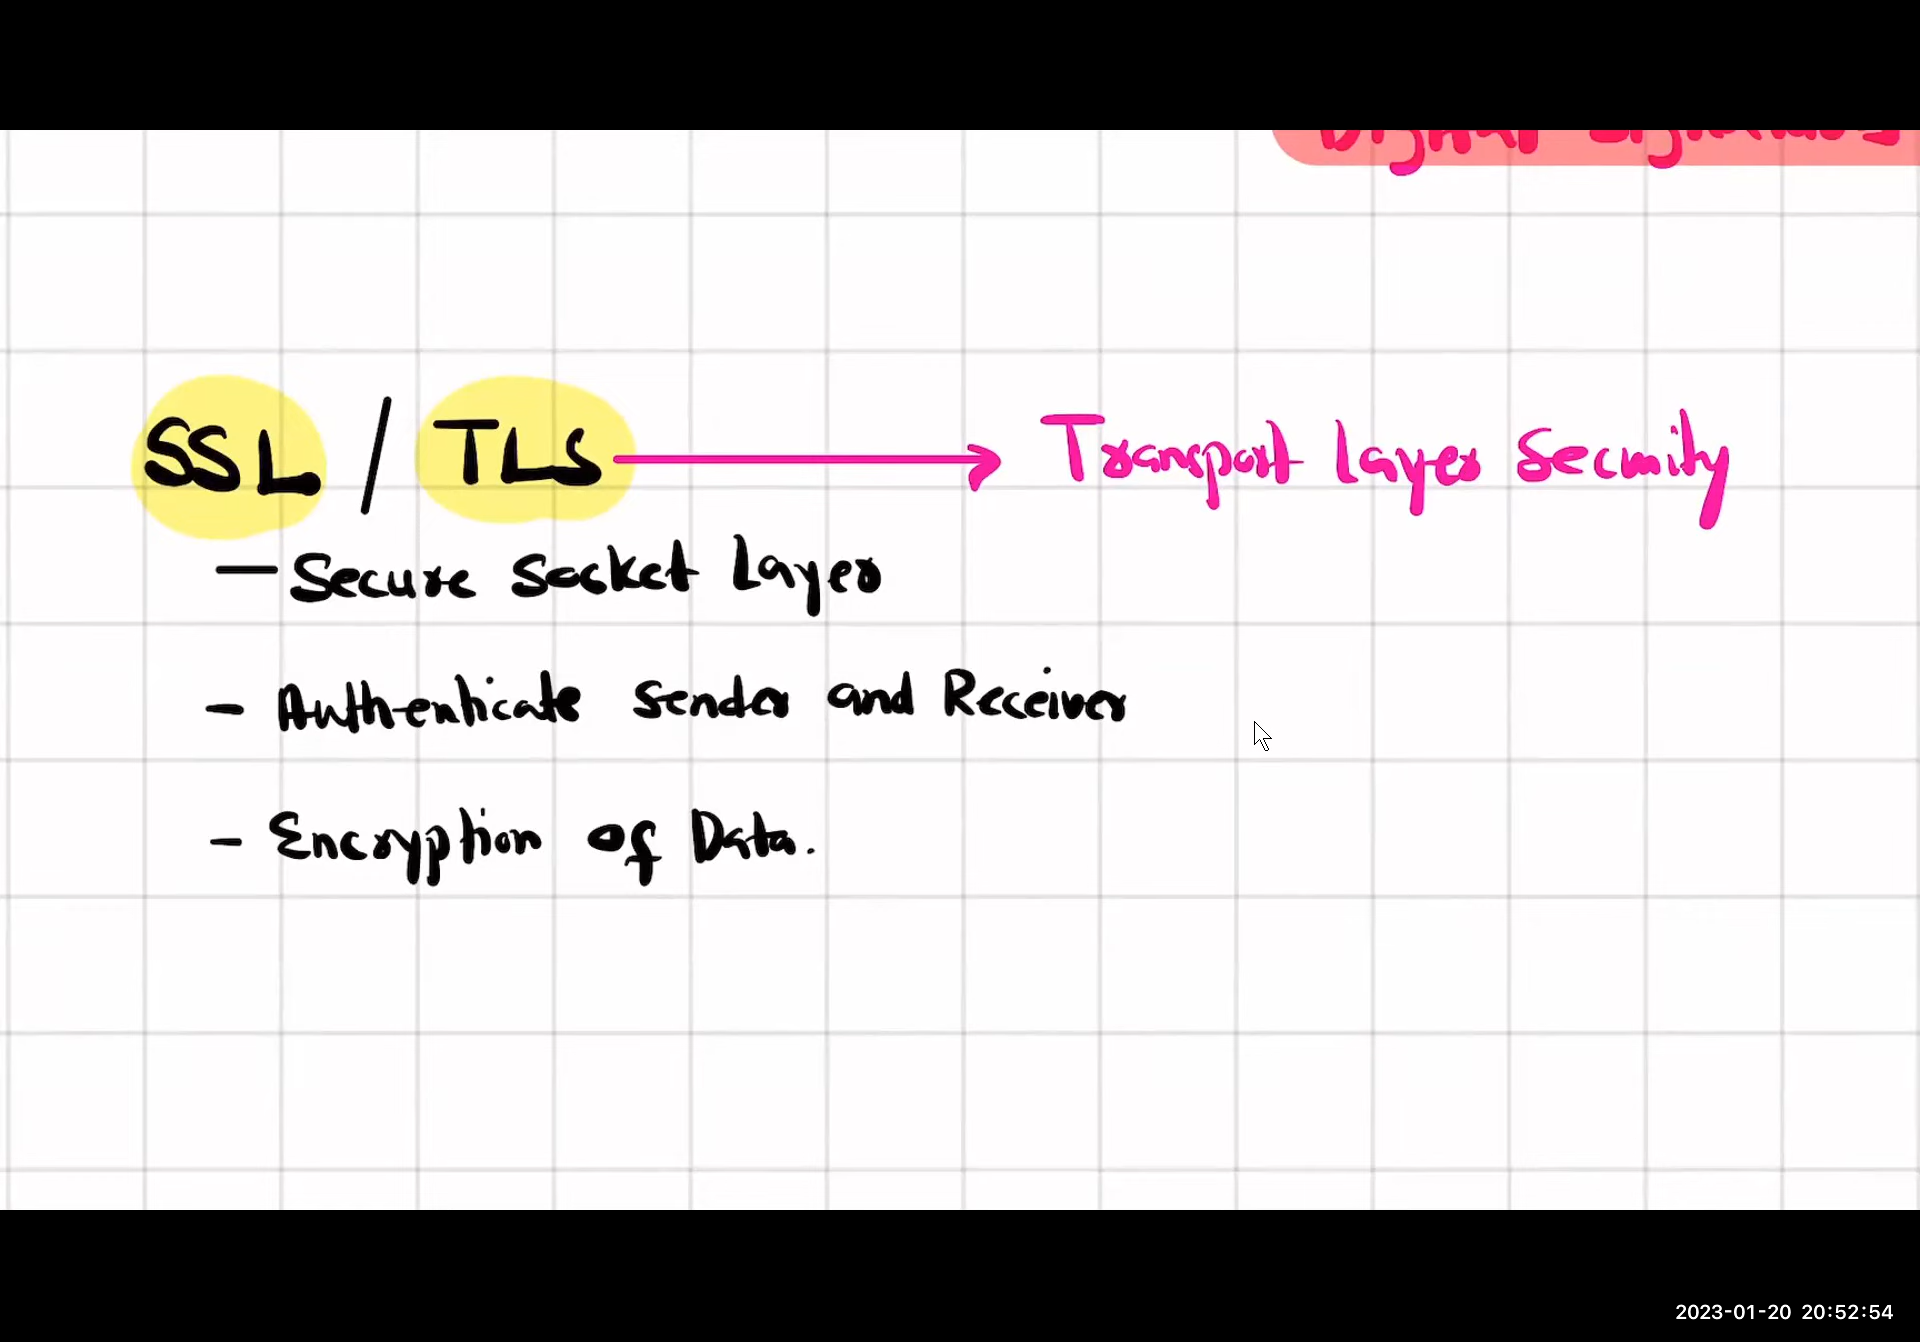 SSL / TLS → Transport Layer Security
— Secure Socket Layer
- Authenticate Sender and Receiver
- Encryption of Data.
2023-01-20 20:52:54